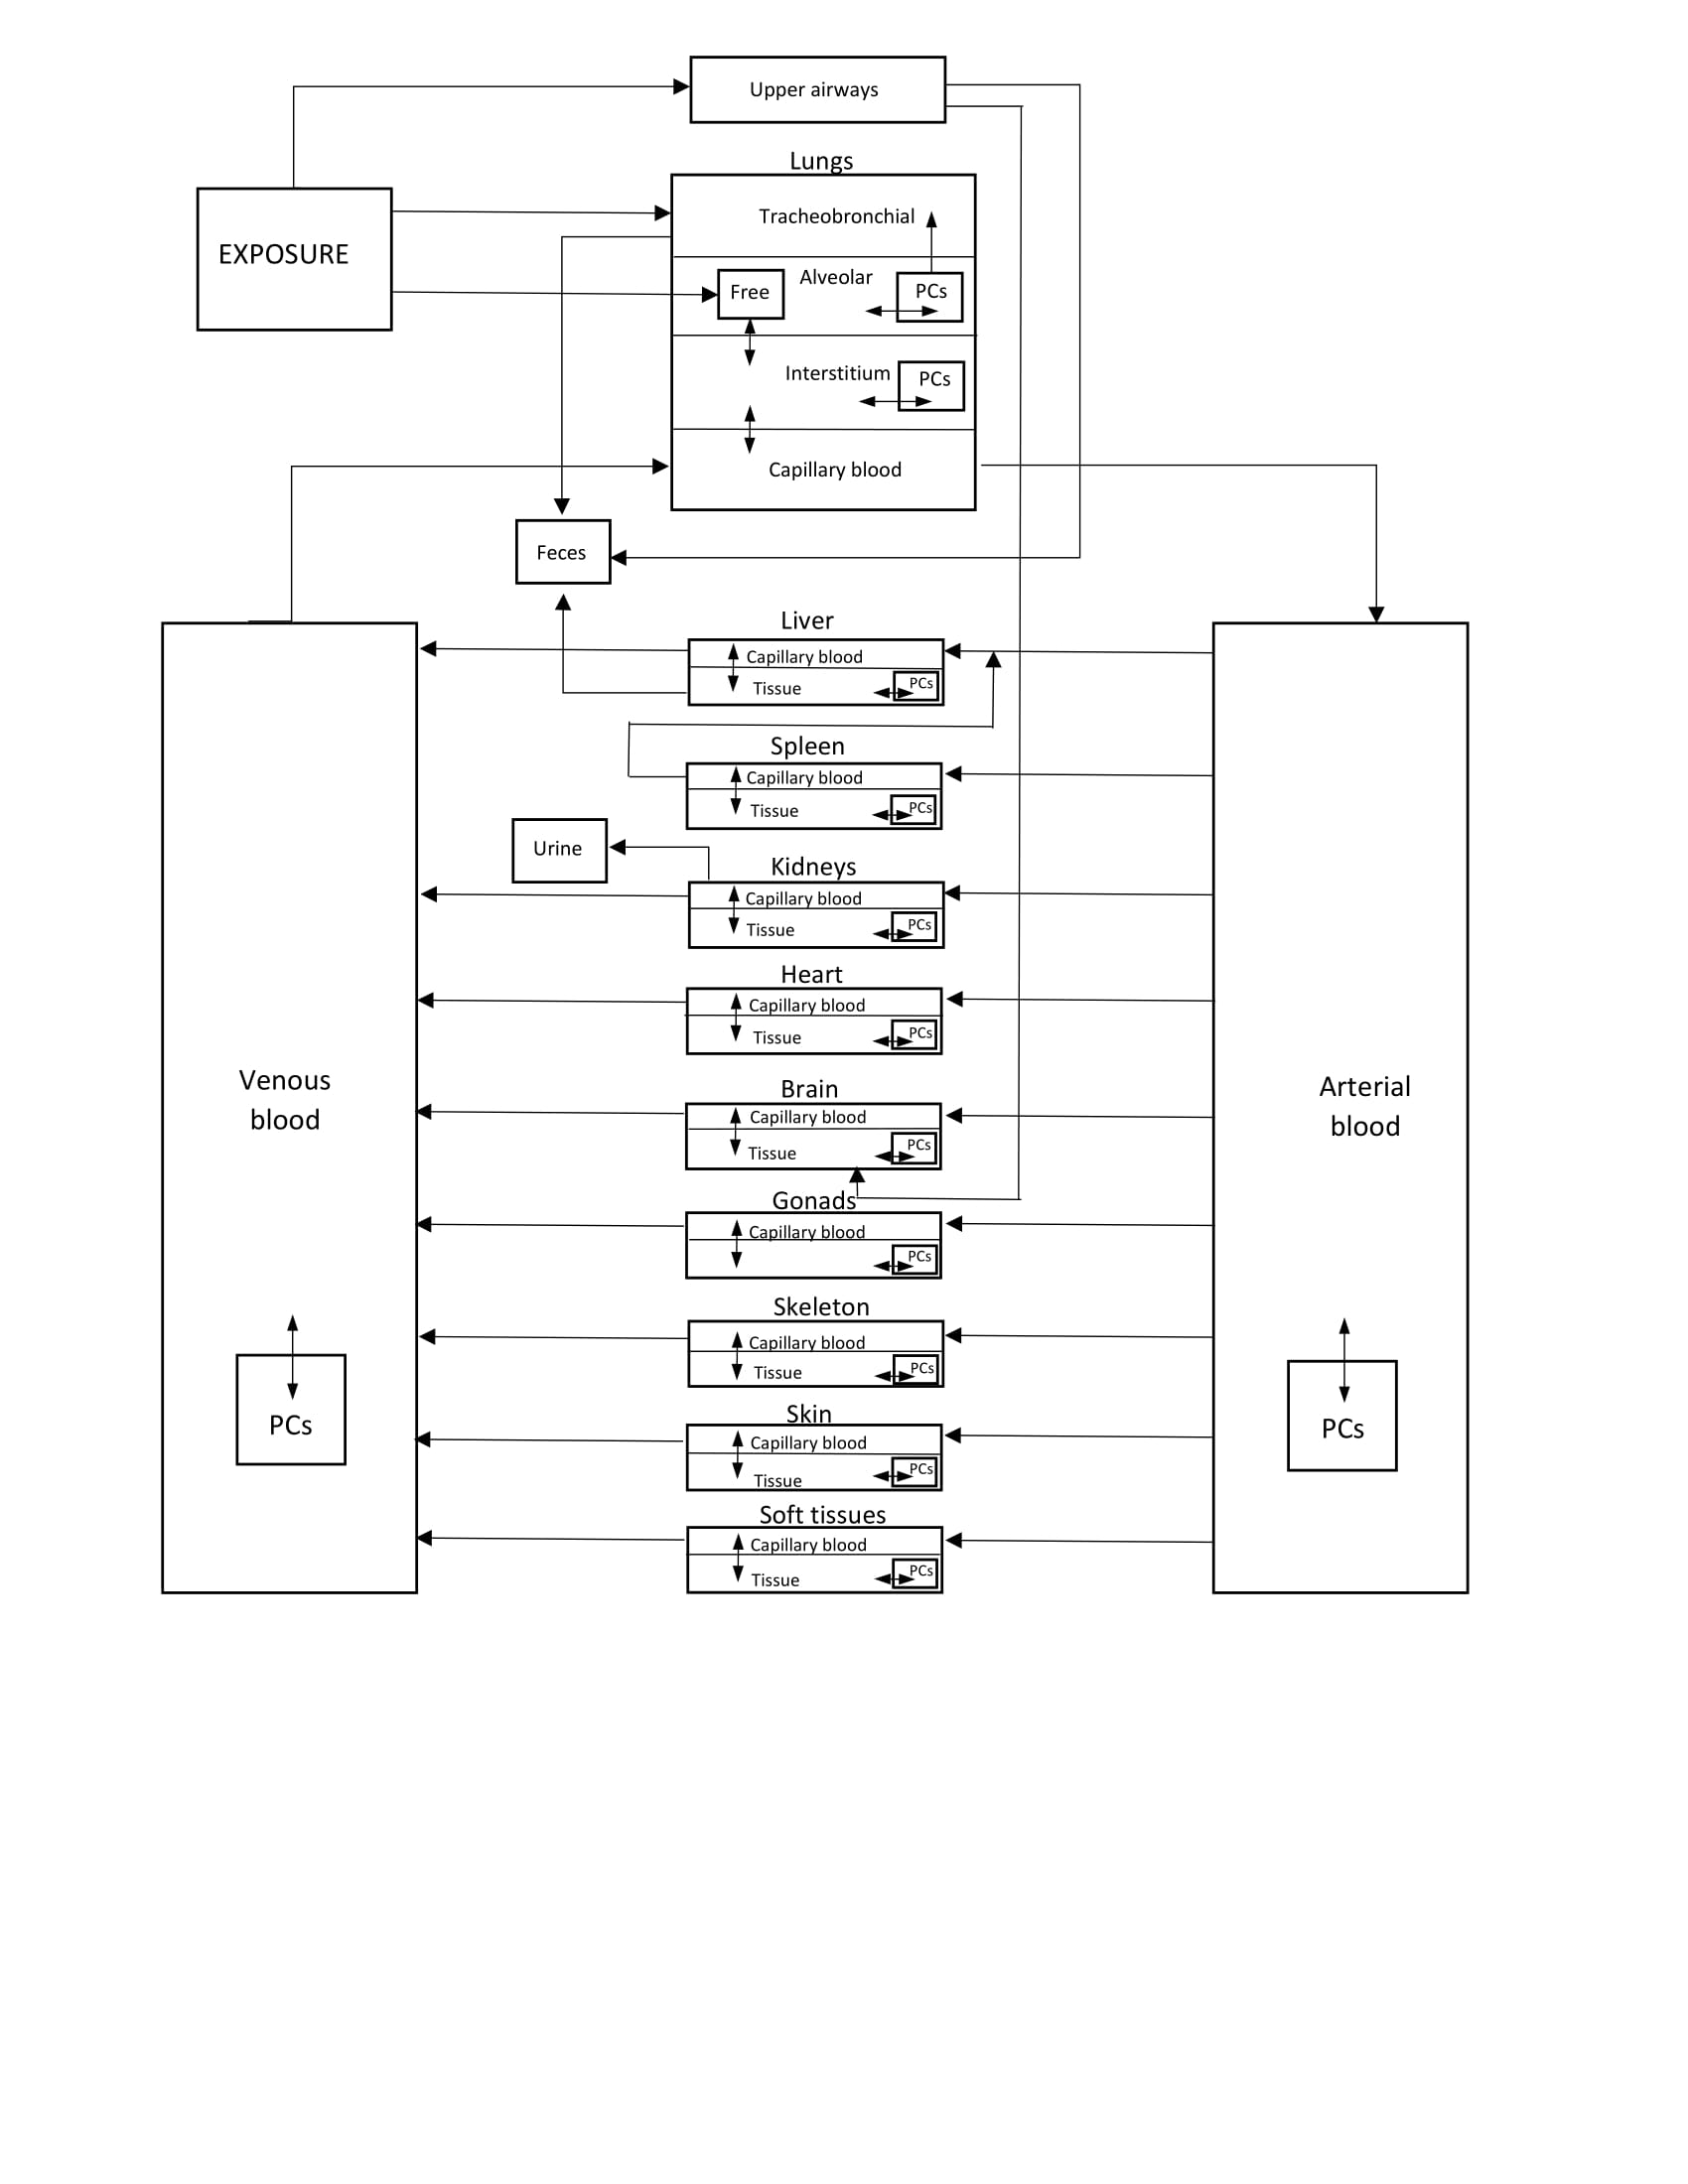 Upper airways
Lungs
Tracheobronchial
EXPOSURE
Alveolar
Free
PCs
Interstitium
PCs
Capillary blood
Feces
Liver
Capillary blood
Tissue
PCs
Spleen
Capillary blood
Tissue
PCs
Urine
Kidneys
Capillary blood
Tissue
PCs
Heart
Capillary blood
Tissue
PCs
Brain
Capillary blood
Tissue
PCs
Gonads
Capillary blood
PCs
Skeleton
Capillary blood
Tissue
PCs
Skin
Capillary blood
Tissue
PCs
Soft tissues
Capillary blood
Tissue
PCs
Venous
blood
PCs
Arterial
blood
PCs